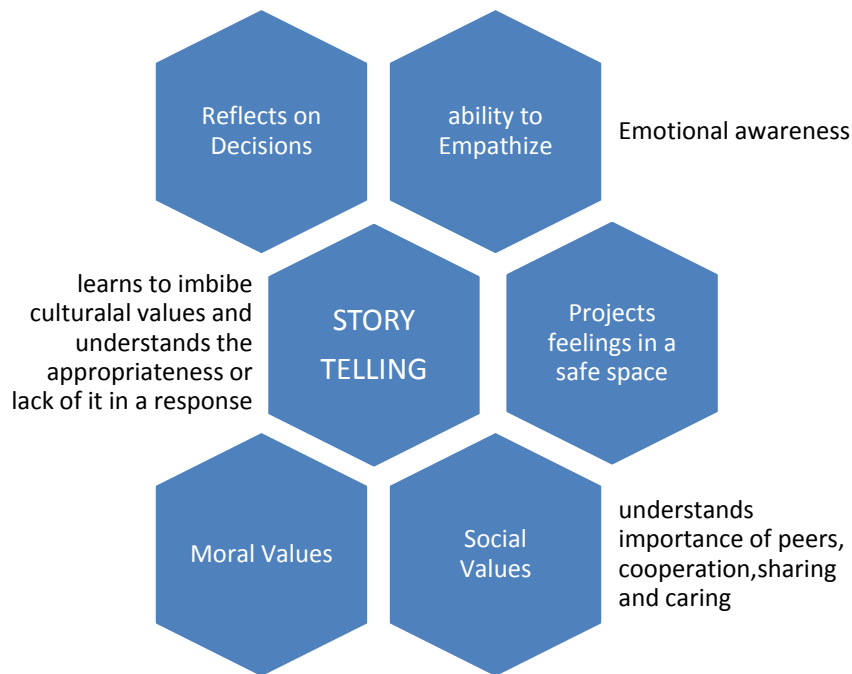 Reflects on
Decisions
ability to
Empathize
Emotional awareness
learns to imbibe
culturalal values and
understands the
appropriateness or
lack of it in a response
STORY
TELLING
Projects
feelings in a
safe space
Moral Values
Social
Values
understands
importance of peers,
cooperation,sharing
and caring